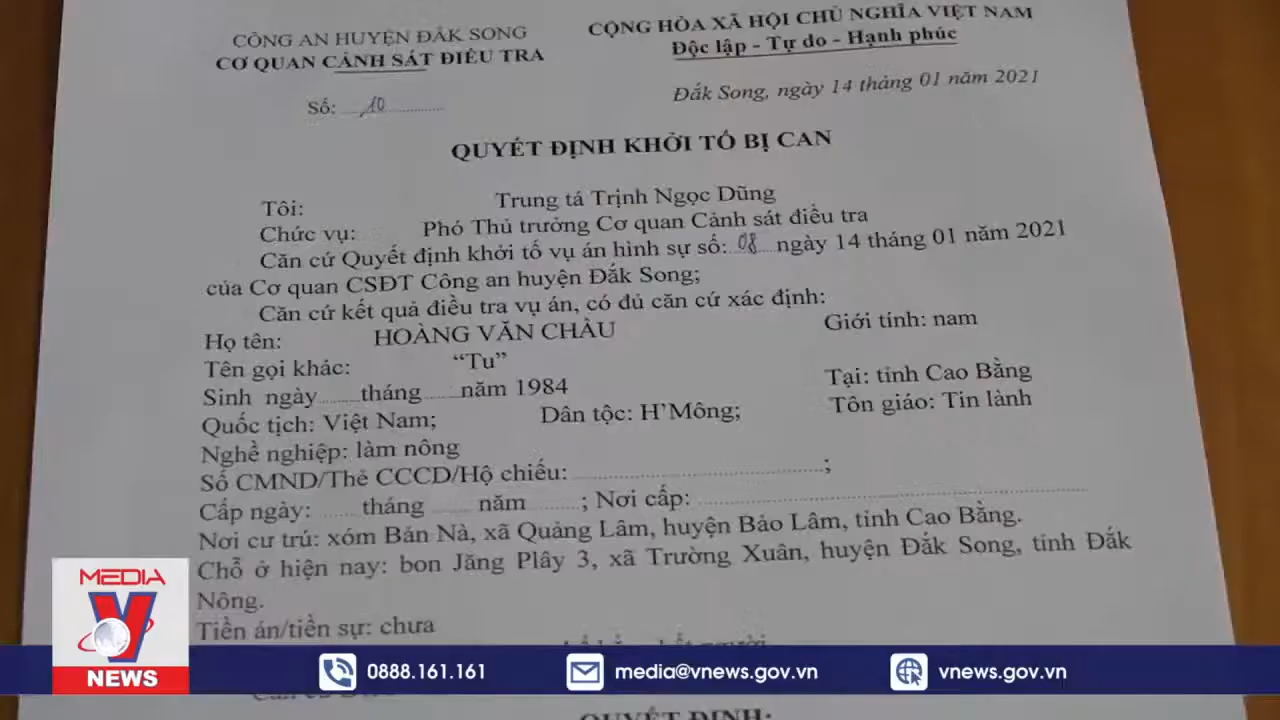 CÔNG AN HUYỆN ĐẮK SONG
CƠ QUAN CẢNH SÁT ĐIỀU TRA
CỘNG HÒA XÃ HỘI CHỦ NGHĨA VIỆT NAM
Độc lập - Tự do - Hạnh phúc
Số: 10
Đắk Song, ngày 14 tháng 01 năm 2021
QUYẾT ĐỊNH KHỞI TỐ BỊ CAN
Tôi: Trung tá Trịnh Ngọc Dũng
Chức vụ: Phó Thủ trưởng Cơ quan Cảnh sát điều tra
Căn cứ Quyết định khởi tố vụ án hình sự số: 08 ngày 14 tháng 01 năm 2021
của Cơ quan CSĐT Công an huyện Đắk Song;
Căn cứ kết quả điều tra vụ án, có đủ căn cứ xác định:
Họ tên: HOÀNG VĂN CHÂU Giới tính: nam
Tên gọi khác: “Tu”
Sinh ngày........tháng......năm 1984 Tại: tỉnh Cao Bằng
Quốc tịch: Việt Nam; Dân tộc: H’Mông; Tôn giáo: Tin lành
Nghề nghiệp: làm nông
Số CMND/Thẻ CCCD/Hộ chiếu: ..............................;
Cấp ngày: ...... tháng ...... năm ........ ; Nơi cấp: ..............................
Nơi cư trú: xóm Bản Nà, xã Quảng Lâm, huyện Bảo Lâm, tỉnh Cao Bằng.
Chỗ ở hiện nay: bon Jăng Plây 3, xã Trường Xuân, huyện Đắk Song, tỉnh Đắk
Nông.
Tiền án/tiền sự: chưa
QUYẾT ĐỊNH:
MEDIA
V
NEWS
0888.161.161
media@vnews.gov.vn
vnews.gov.vn